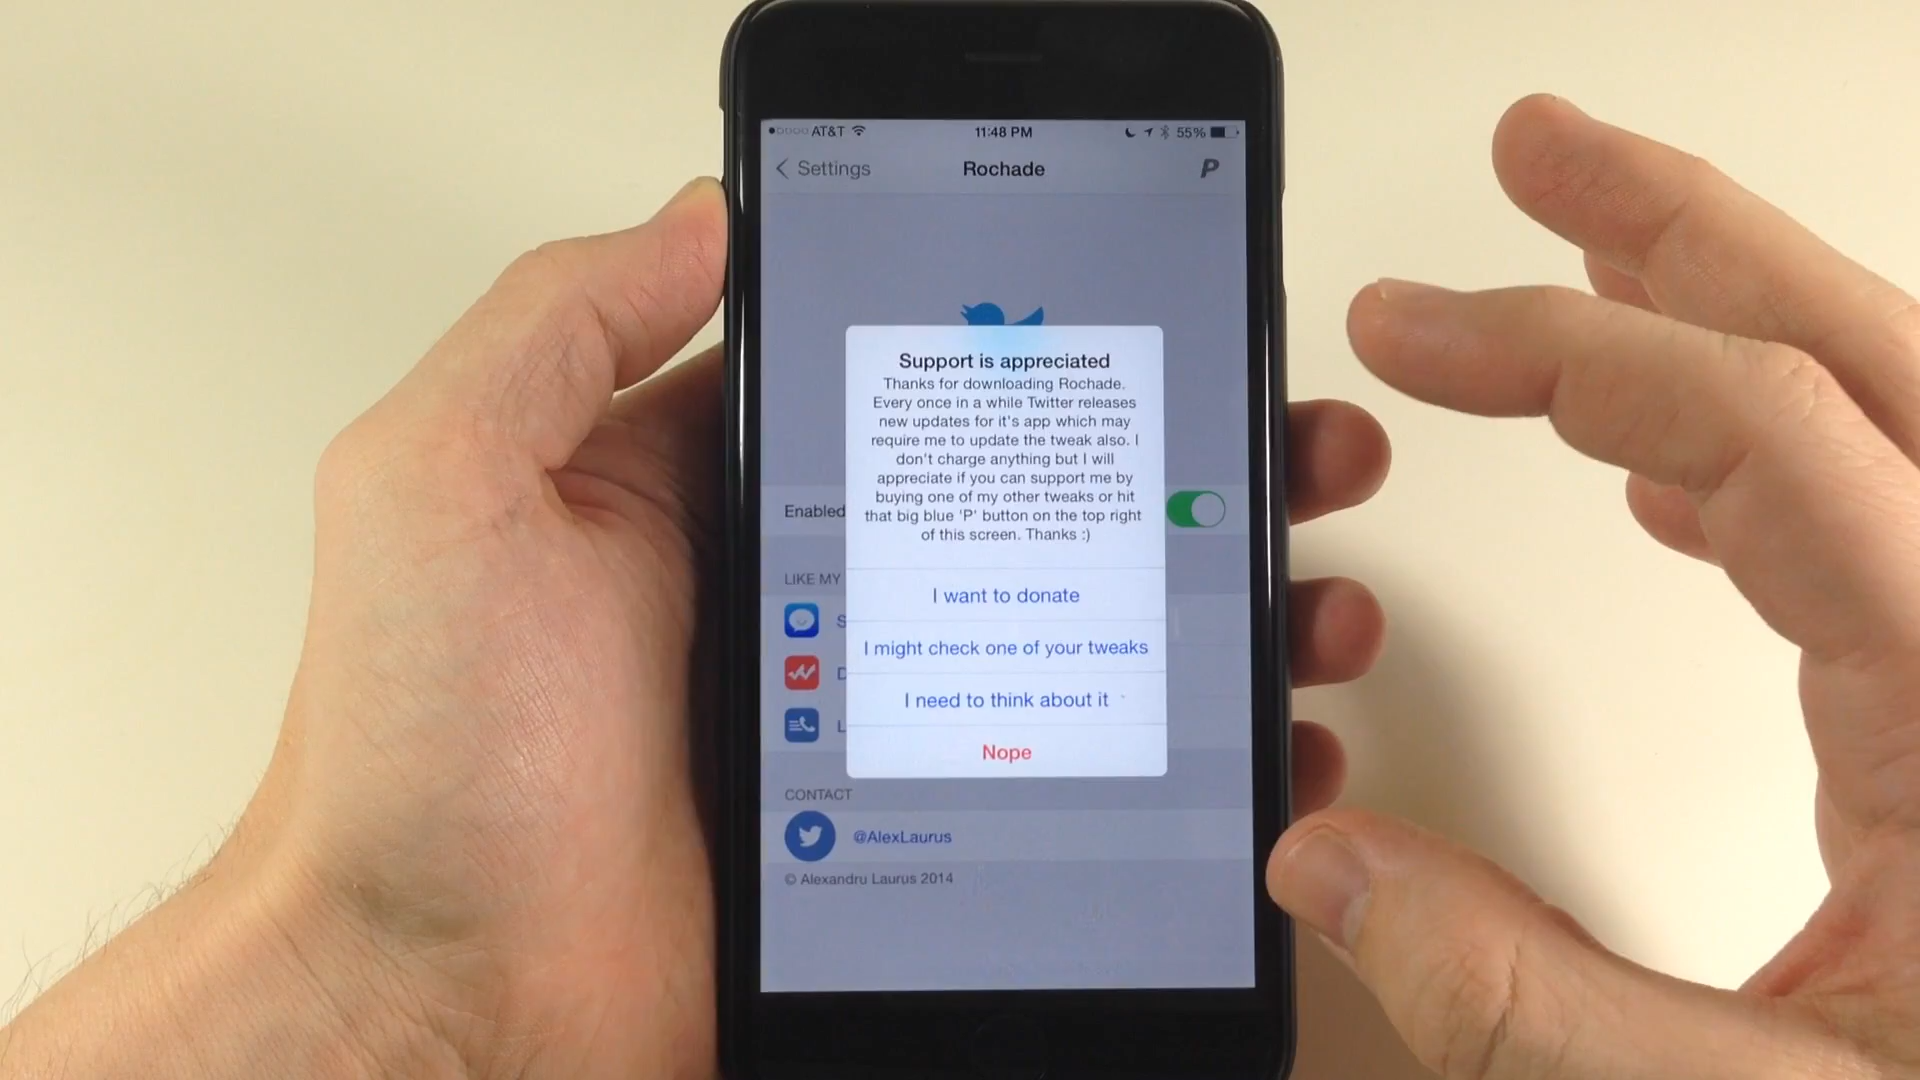 AT&T 11:48 PM 55%
Settings Rochade P
Support is appreciated
Thanks for downloading Rochade.
Every once in a while Twitter releases
new updates for it's app which may
require me to update the tweak also. I
don't charge anything but I will
appreciate if you can support me by
buying one of my other tweaks or hit
that big blue 'P' button on the top right
of this screen. Thanks :)
Enabled
LIKE MY
I want to donate
S
I might check one of your tweaks
D
I need to think about it
L
Nope
CONTACT
@AlexLaurus
© Alexandru Laurus 2014